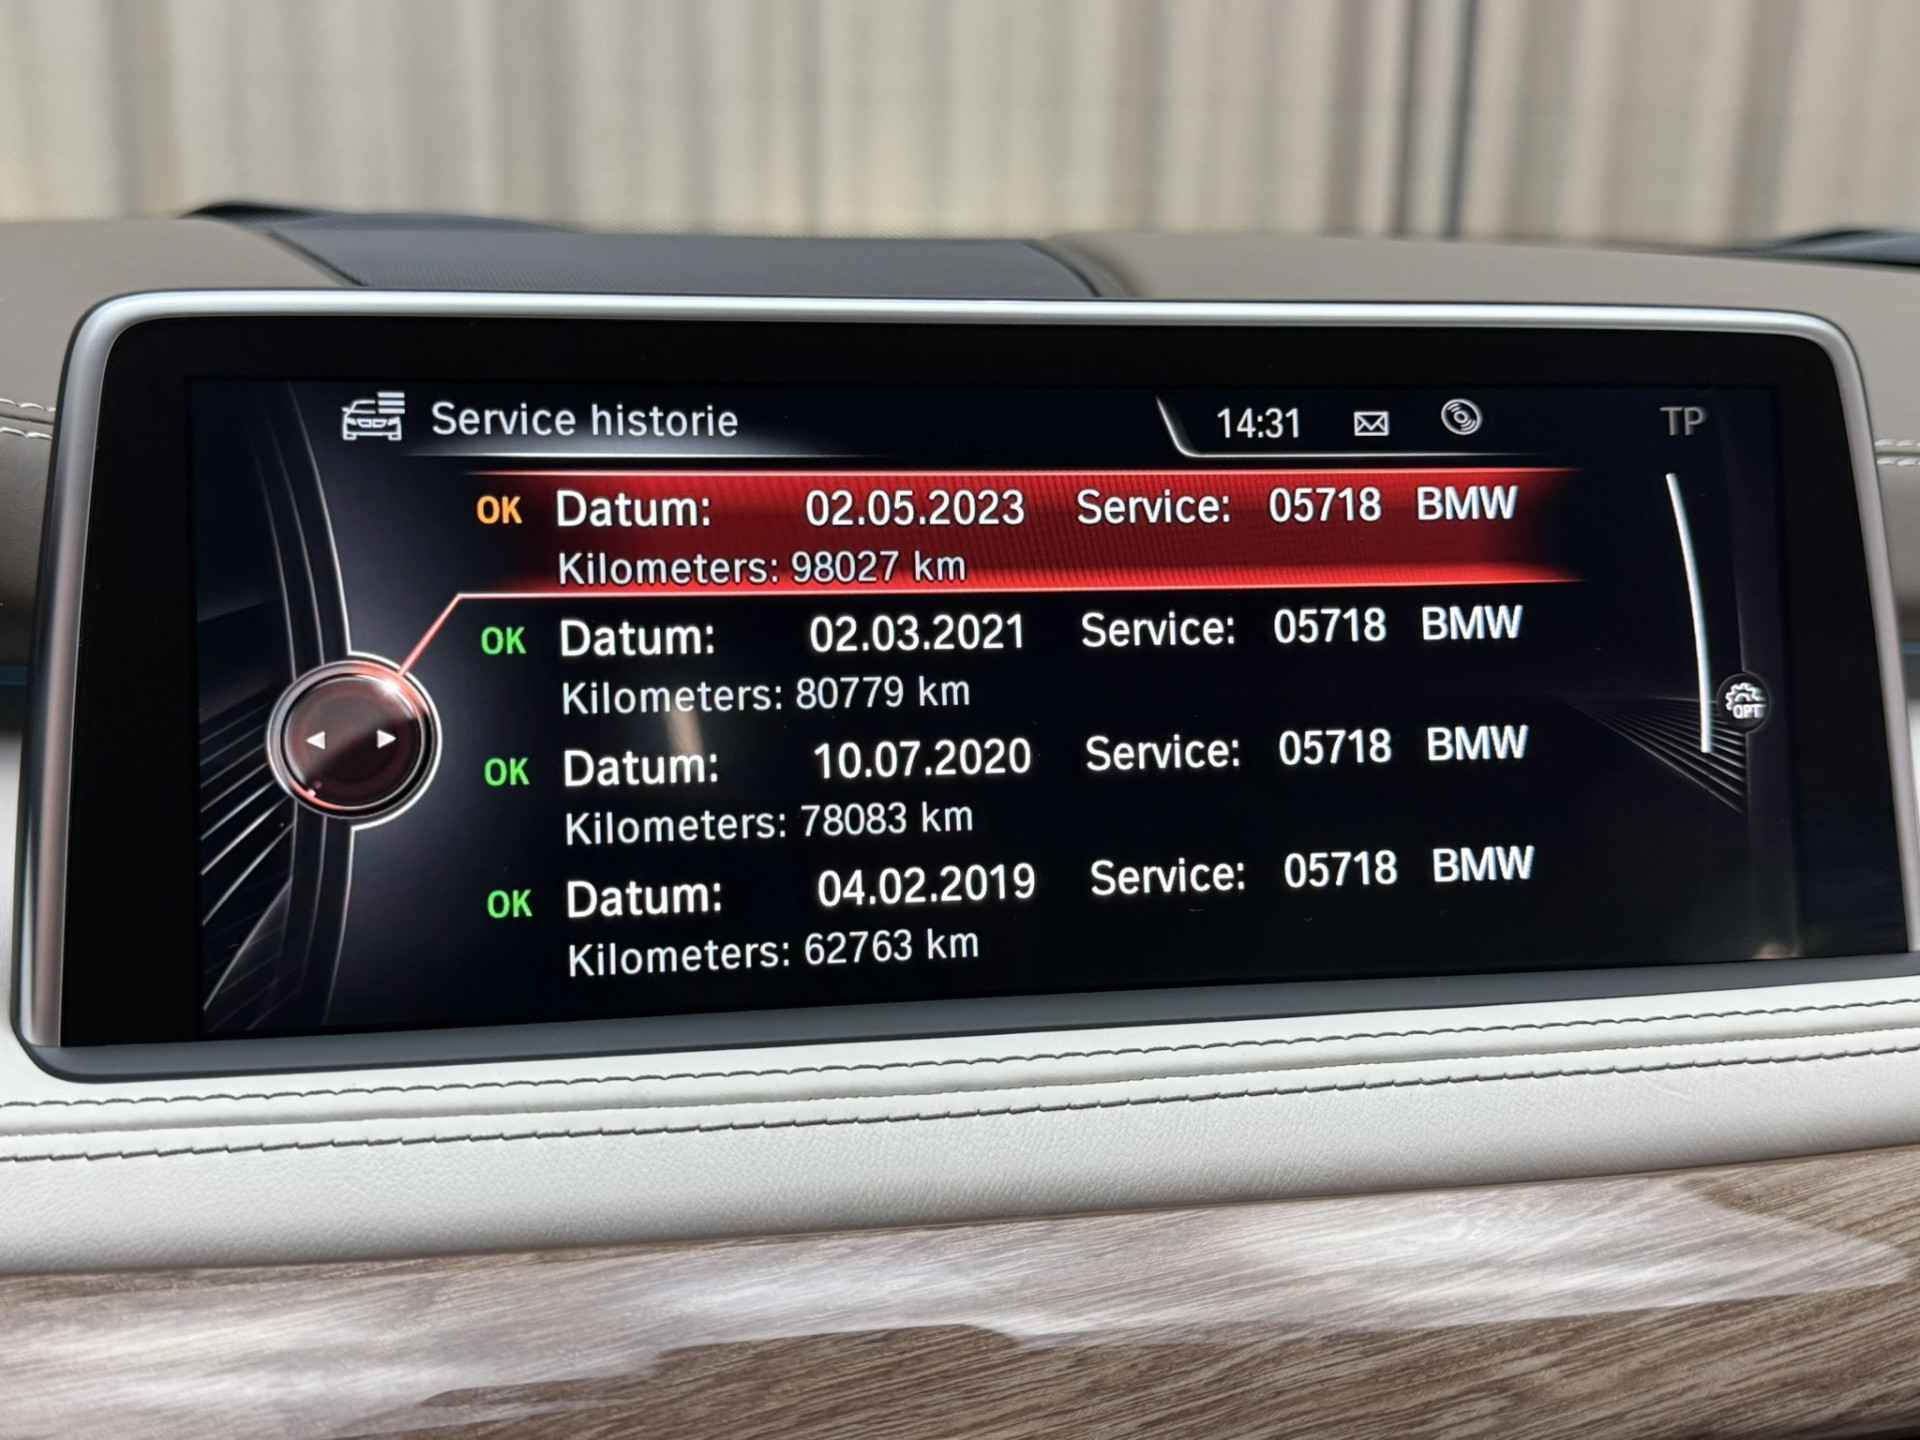 Service historie 14:31 TP
OK Datum: 02.05.2023 Service: 05718 BMW
Kilometers: 98027 km
OK Datum: 02.03.2021 Service: 05718 BMW
Kilometers: 80779 km
OPT
OK Datum: 10.07.2020 Service: 05718 BMW
Kilometers: 78083 km
OK Datum: 04.02.2019 Service: 05718 BMW
Kilometers: 62763 km